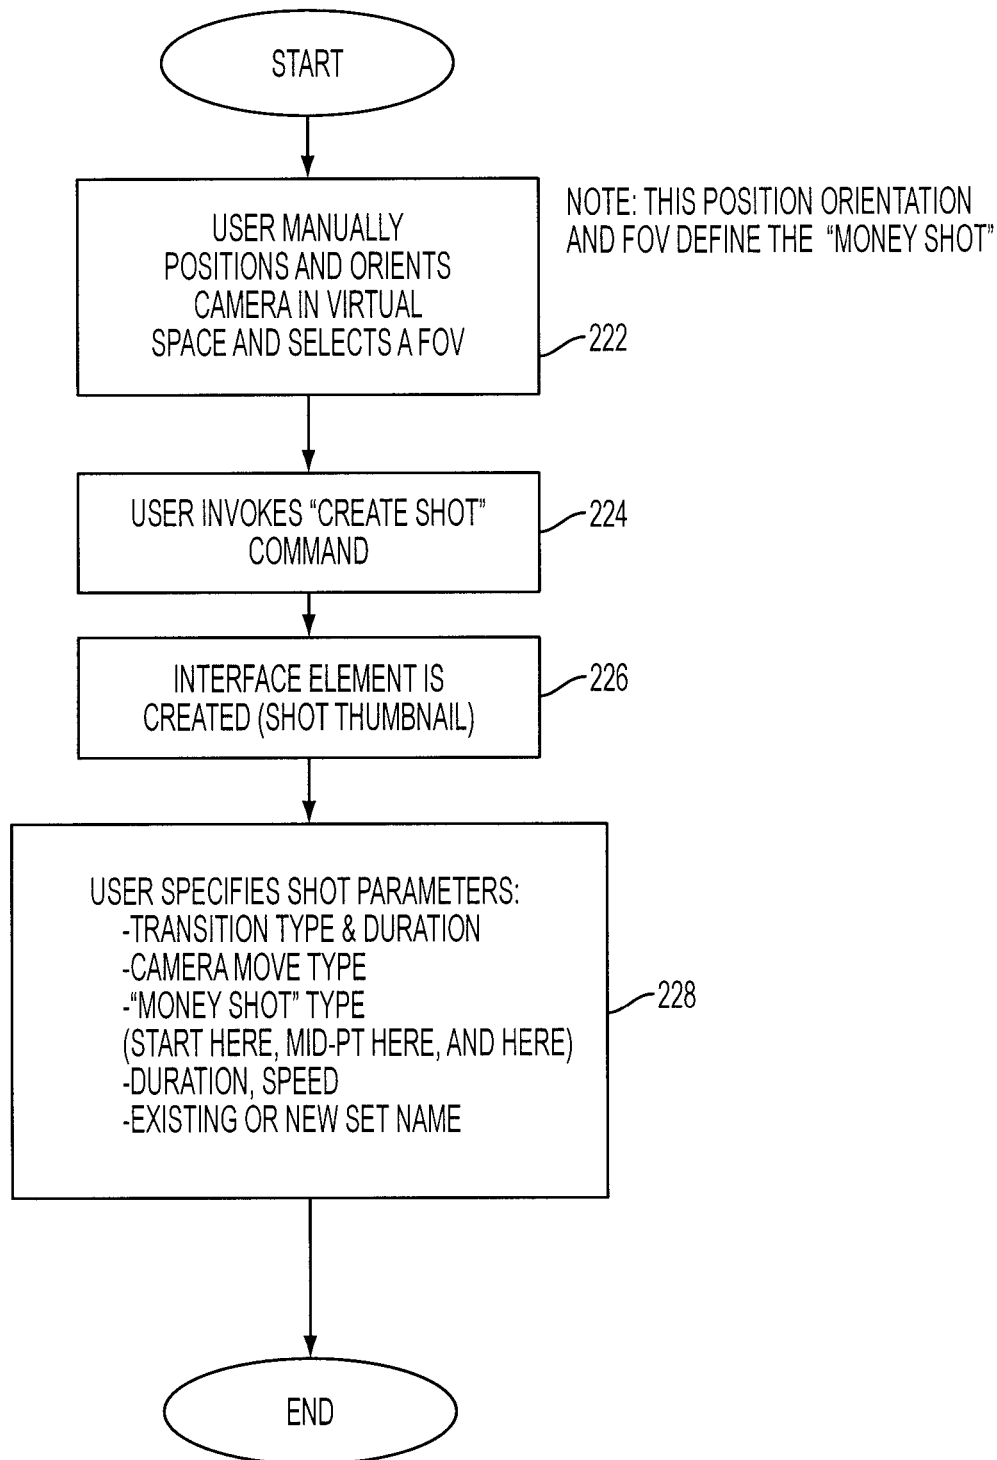 START
USER MANUALLY
POSITIONS AND ORIENTS
CAMERA IN VIRTUAL
SPACE AND SELECTS A FOV
NOTE: THIS POSITION ORIENTATION
AND FOV DEFINE THE “MONEY SHOT”
222
USER INVOKES “CREATE SHOT”
COMMAND
224
INTERFACE ELEMENT IS
CREATED (SHOT THUMBNAIL)
226
USER SPECIFIES SHOT PARAMETERS:
-TRANSITION TYPE & DURATION
-CAMERA MOVE TYPE
-“MONEY SHOT” TYPE
(START HERE, MID-PT HERE, AND HERE)
-DURATION, SPEED
-EXISTING OR NEW SET NAME
228
END